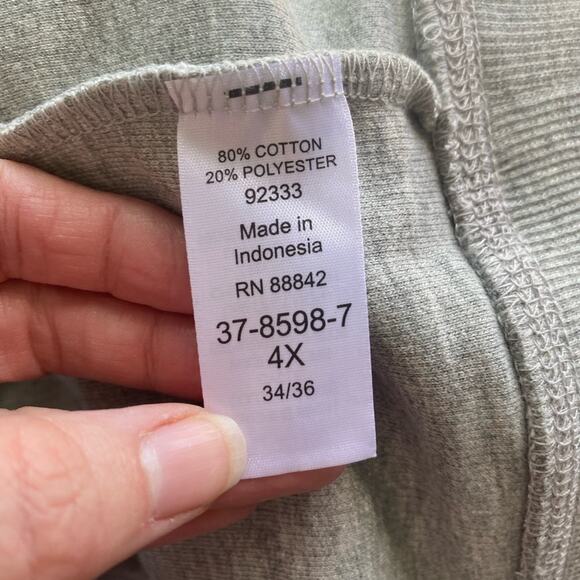 80% COTTON
20% POLYESTER
92333
Made in
Indonesia
RN 88842
37-8598-7
4X
34/36